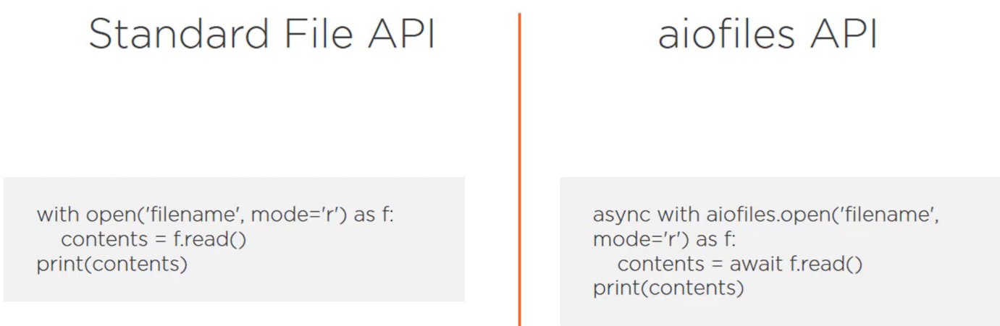 Standard File API
with open('filename', mode='r') as f:
contents = f.read()
print(contents)
aiofiles API
async with aiofiles.open('filename',
mode='r') as f:
contents = await f.read()
print(contents)